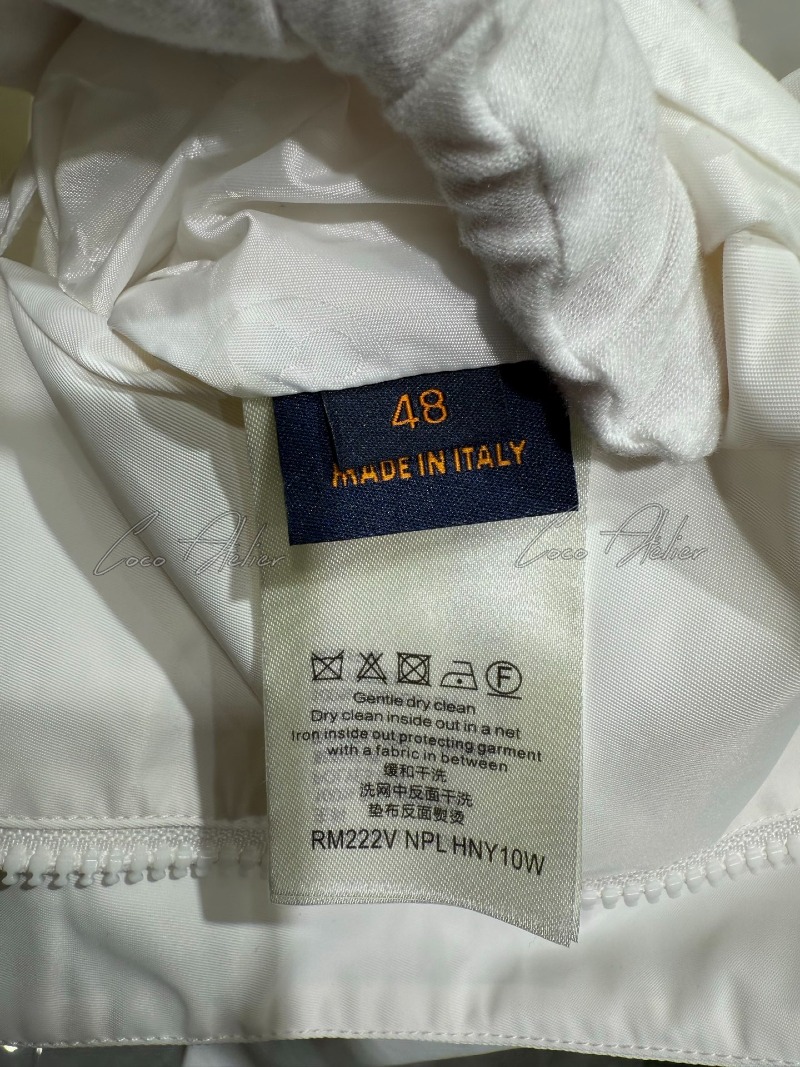 48
MADE IN ITALY
Coco Atelier Coco Atelier
F
Gentle dry clean
Dry clean inside out in a net
Iron inside out protecting garment
with a fabric in between
缓和干洗
洗网中反面干洗
垫布反面熨烫
RM222V NPL HNY10W